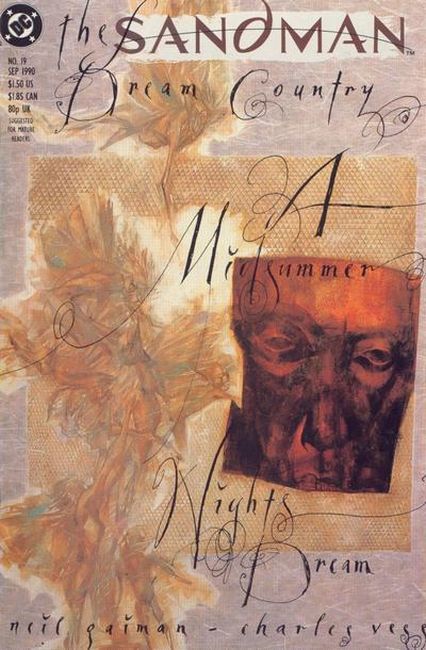 DC
the SANDMAN™
NO. 19
SEP 1990
$1.50 US
$1.85 CAN
80p UK
SUGGESTED
FOR MATURE
READERS
Dream Country
A
Midsummer
Nights
Dream
neil gaiman - charles vess